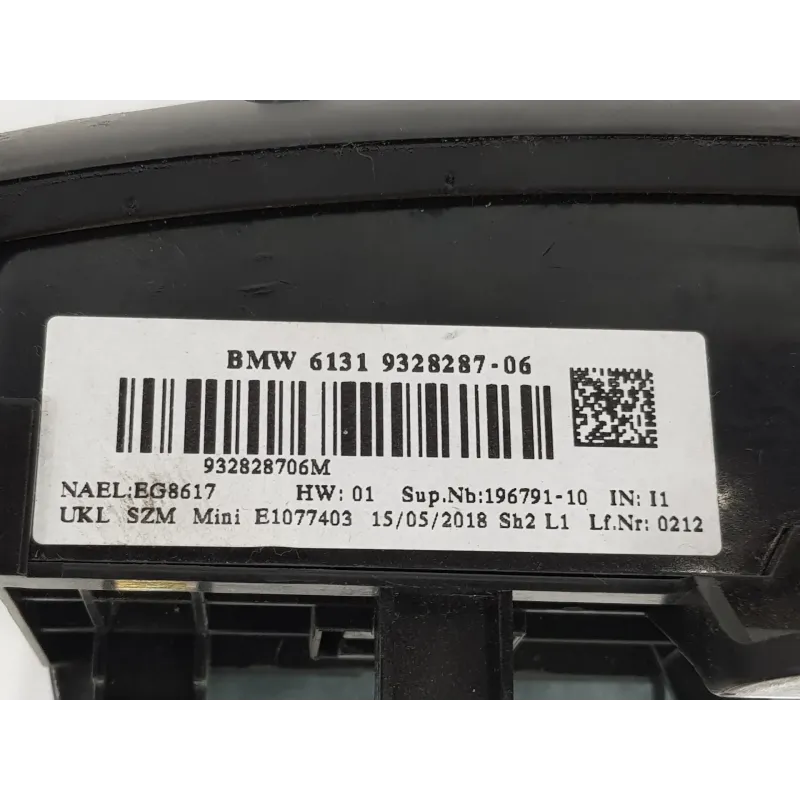 BMW 6131 9328287-06
932828706M
NAEL:EG8617 HW: 01 Sup.Nb:196791-10 IN: I1
UKL SZM Mini E1077403 15/05/2018 Sh2 L1 Lf.Nr: 0212